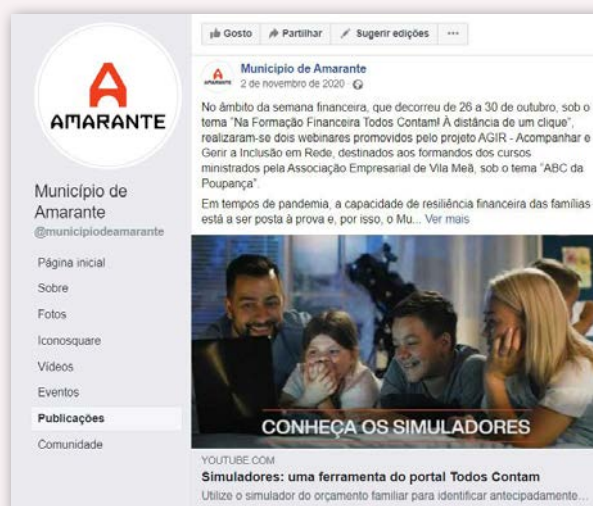 Gosto Partilhar Sugerir edições ...
AMARANTE
Município de
Amarante
@municipiodeamarante
Página inicial
Sobre
Fotos
Iconosquare
Vídeos
Eventos
Publicações
Comunidade
AMARANTE
Município de Amarante
2 de novembro de 2020 ·
No âmbito da semana financeira, que decorreu de 26 a 30 de outubro, sob o
tema "Na Formação Financeira Todos Contam! À distância de um clique",
realizaram-se dois webinares promovidos pelo projeto AGIR - Acompanhar e
Gerir a Inclusão em Rede, destinados aos formandos dos cursos
ministrados pela Associação Empresarial de Vila Meã, sob o tema "ABC da
Poupança".
Em tempos de pandemia, a capacidade de resiliência financeira das famílias
está a ser posta à prova e, por isso, o Mu... Ver mais
CONHEÇA OS SIMULADORES
YOUTUBE.COM
Simuladores: uma ferramenta do portal Todos Contam
Utilize o simulador do orçamento familiar para identificar antecipadamente...